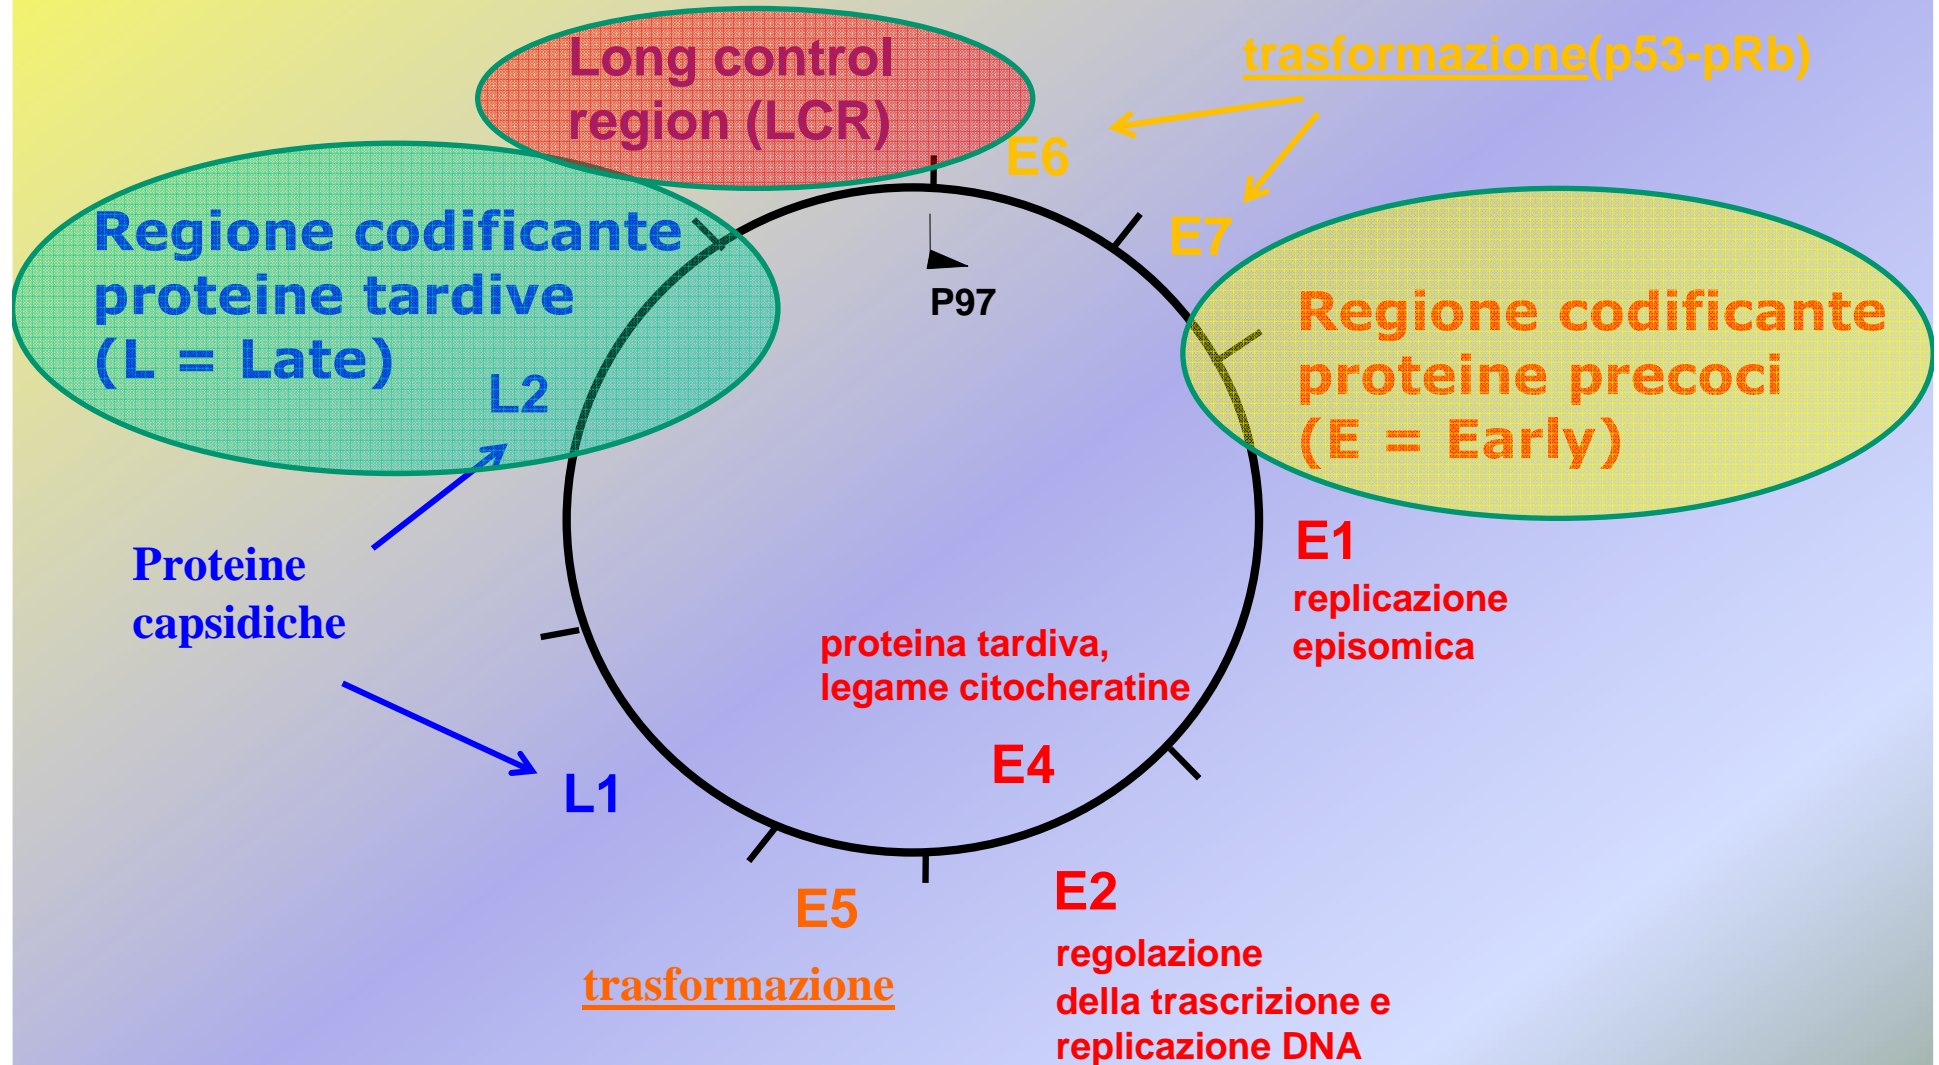 Long control
region (LCR)
trasformazione(p53-pRb)
E6
E7
Regione codificante
proteine tardive
(L = Late)
L2
P97
Regione codificante
proteine precoci
(E = Early)
Proteine
capsidiche
E1
replicazione
episomica
proteina tardiva,
legame citocheratine
E4
L1
E5
trasformazione
E2
regolazione
della trascrizione e
replicazione DNA